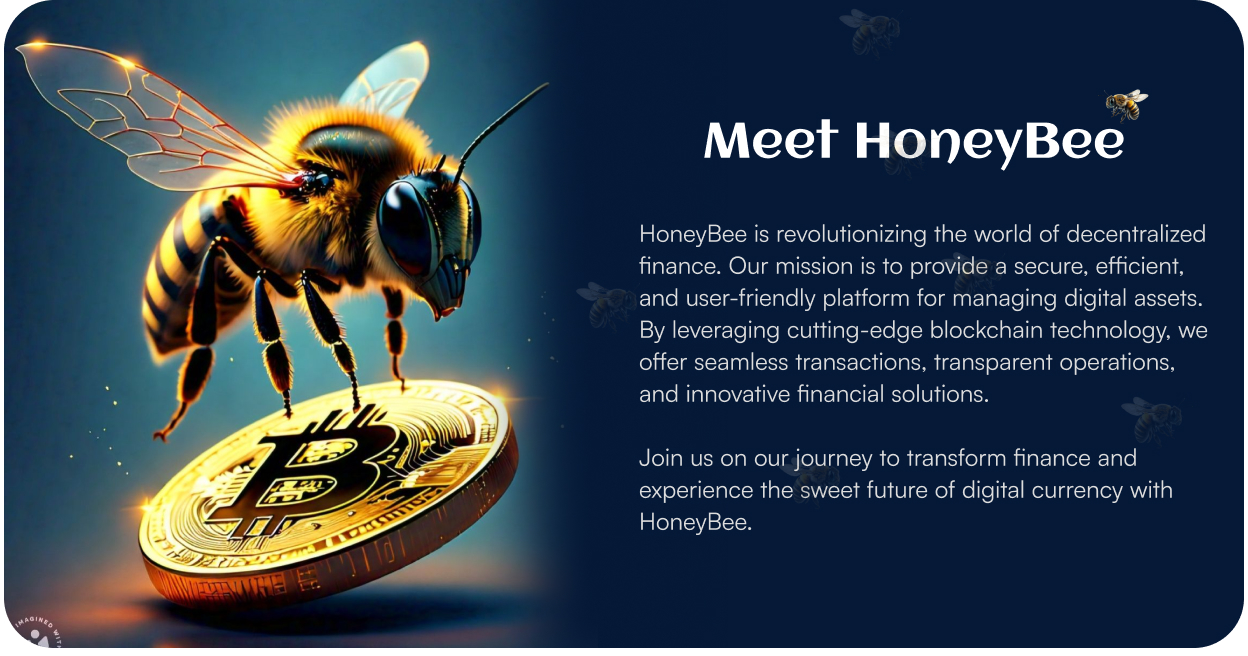 Meet HoneyBee
HoneyBee is revolutionizing the world of decentralized
finance. Our mission is to provide a secure, efficient,
and user-friendly platform for managing digital assets.
By leveraging cutting-edge blockchain technology, we
offer seamless transactions, transparent operations,
and innovative financial solutions.
Join us on our journey to transform finance and
experience the sweet future of digital currency with
HoneyBee.
IMAGINED WITH